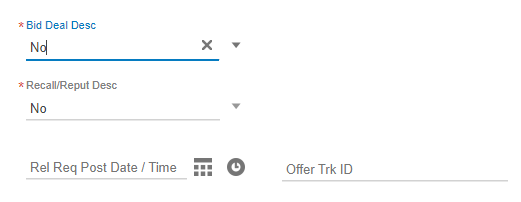 * Bid Deal Desc
No
* Recall/Reput Desc
No
Rel Req Post Date / Time
Offer Trk ID